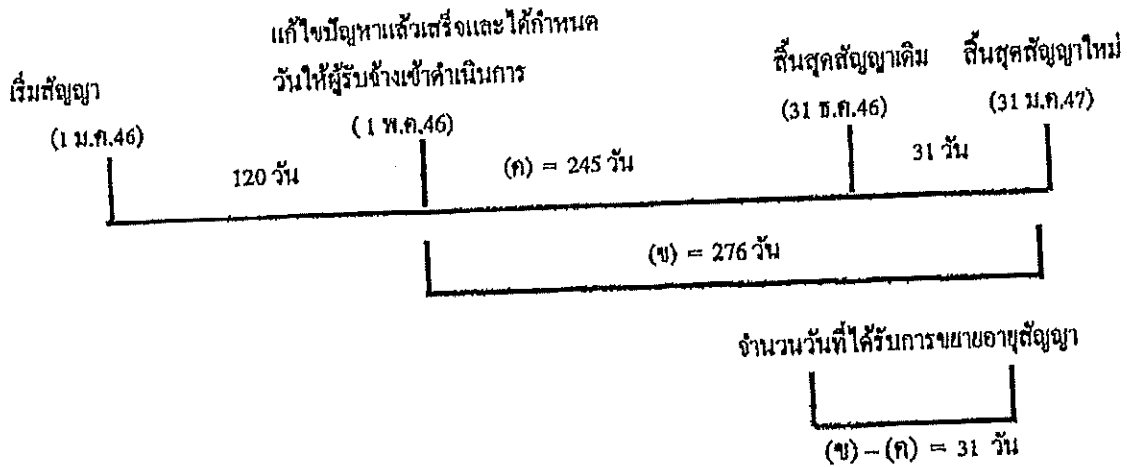 แก้ไขปัญหาแล้วเสร็จและได้กำหนด
วันให้ผู้รับจ้างเข้าดำเนินการ
สิ้นสุดสัญญาเดิม สิ้นสุดสัญญาใหม่
เริ่มสัญญา
(1 ม.ค.46) (1 พ.ค.46) (31 ธ.ค.46) (31 ม.ค.47)
120 วัน (ค) = 245 วัน 31 วัน
(ข) = 276 วัน
จำนวนวันที่ได้รับการขยายอายุสัญญา
(ข) – (ค) = 31 วัน